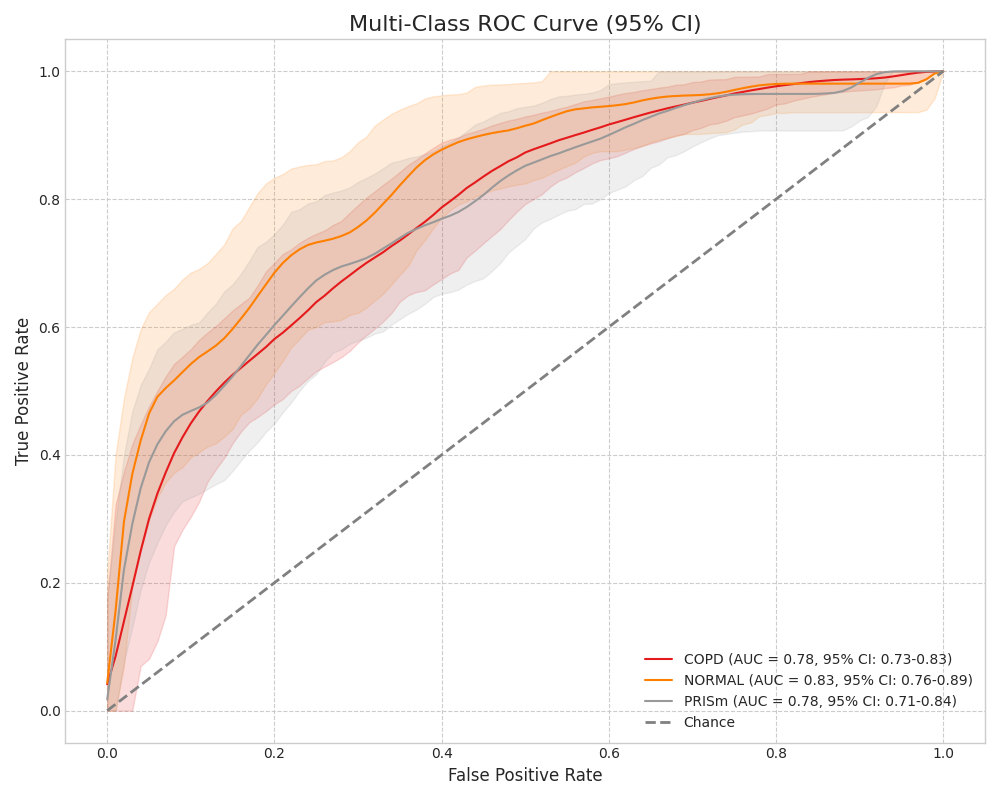 Multi-Class ROC Curve (95% CI)
True Positive Rate
1.0
0.8
0.6
0.4
0.2
0.0
COPD (AUC = 0.78, 95% CI: 0.73-0.83)
NORMAL (AUC = 0.83, 95% CI: 0.76-0.89)
PRISm (AUC = 0.78, 95% CI: 0.71-0.84)
Chance
0.0 0.2 0.4 0.6 0.8 1.0
False Positive Rate